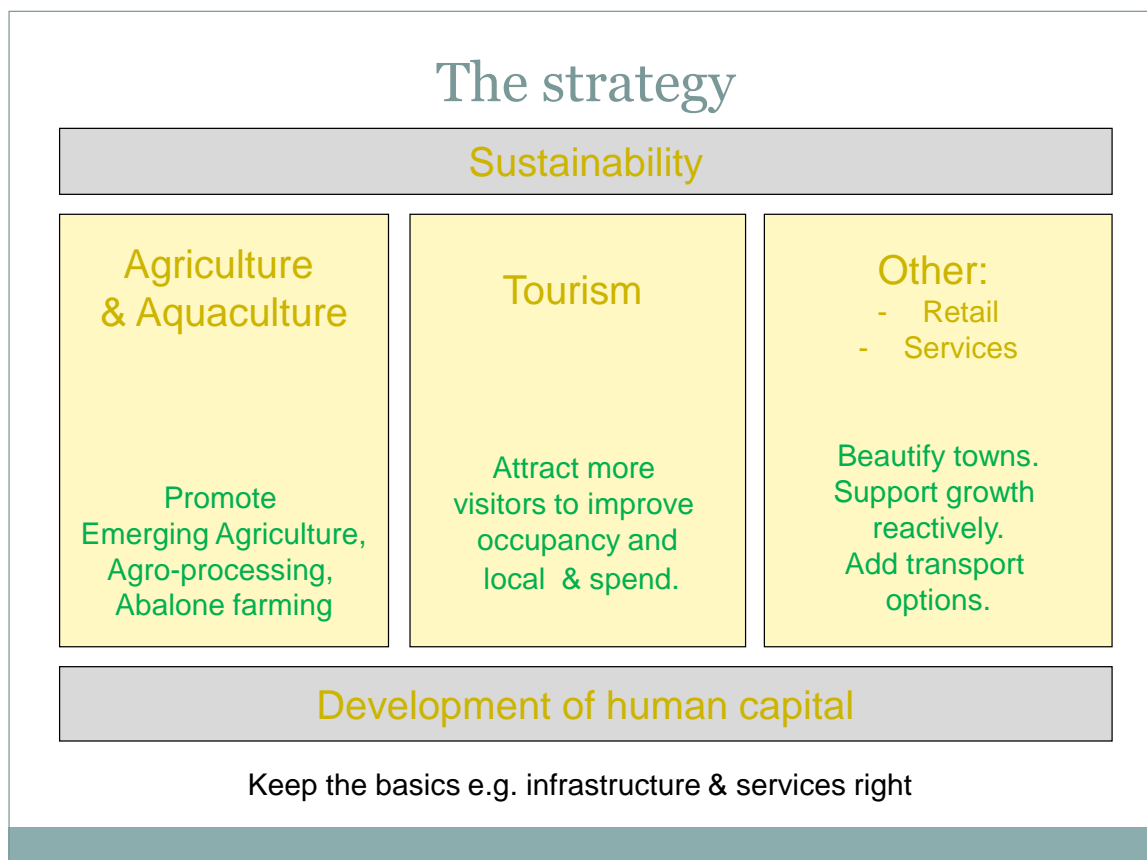 The strategy
Sustainability
Agriculture
& Aquaculture
Promote
Emerging Agriculture,
Agro-processing,
Abalone farming
Tourism
Attract more
visitors to improve
occupancy and
local & spend.
Other:
- Retail
- Services
Beautify towns.
Support growth
reactively.
Add transport
options.
Development of human capital
Keep the basics e.g. infrastructure & services right